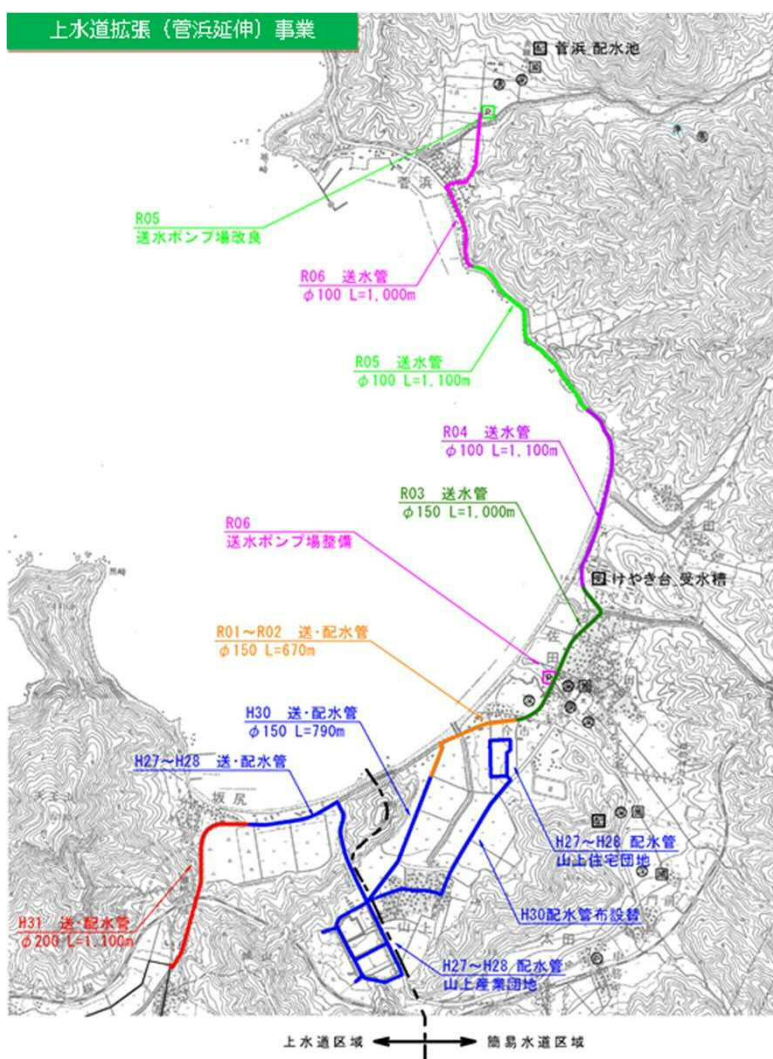 上水道拡張（菅浜延伸）事業
配 菅浜 配水池
P
菅浜
R05
送水ポンプ場改良
R06 送水管
φ100 L=1,000m
R05 送水管
φ100 L=1,100m
R04 送水管
φ100 L=1,100m
R03 送水管
φ150 L=1,000m
北田
R06
送水ポンプ場整備
けやき台 受水槽
R01～R02 送・配水管
φ150 L=670m
佐田
P
H30 送・配水管
φ150 L=790m
H27～H28 送・配水管
坂尻
H27～H28 配水管
山上住宅団地
H30配水管布設替
太田
山上
H31 送・配水管
φ200 L=1,100m
H27～H28 配水管
山上産業団地
上水道区域
簡易水道区域